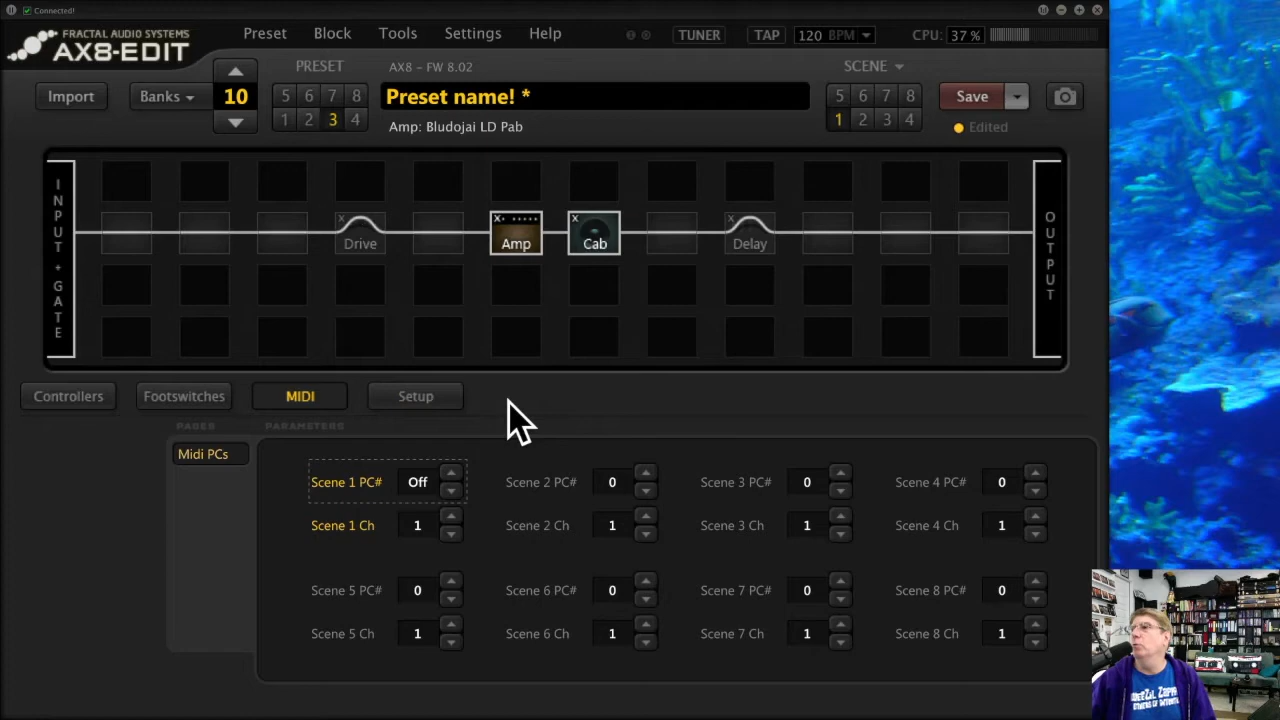 Connected!
FRACTAL AUDIO SYSTEMS
AX8-EDIT
Preset Block Tools Settings Help
TUNER TAP 120 BPM CPU: 37 %
PRESET AX8 – FW 8.02 SCENE
Import Banks 10
5 6 7 8
1 2 3 4
Preset name! *
Amp: Bludojai LD Pab
5 6 7 8
1 2 3 4
Save
Edited
INPUT + GATE
X Drive
X Amp
X Cab
X Delay
OUTPUT
Controllers Footswitches MIDI Setup
PAGES PARAMETERS
Midi PCs
Scene 1 PC# Off Scene 2 PC# 0 Scene 3 PC# 0 Scene 4 PC# 0
Scene 1 Ch 1 Scene 2 Ch 1 Scene 3 Ch 1 Scene 4 Ch 1
Scene 5 PC# 0 Scene 6 PC# 0 Scene 7 PC# 0 Scene 8 PC# 0
Scene 5 Ch 1 Scene 6 Ch 1 Scene 7 Ch 1 Scene 8 Ch 1